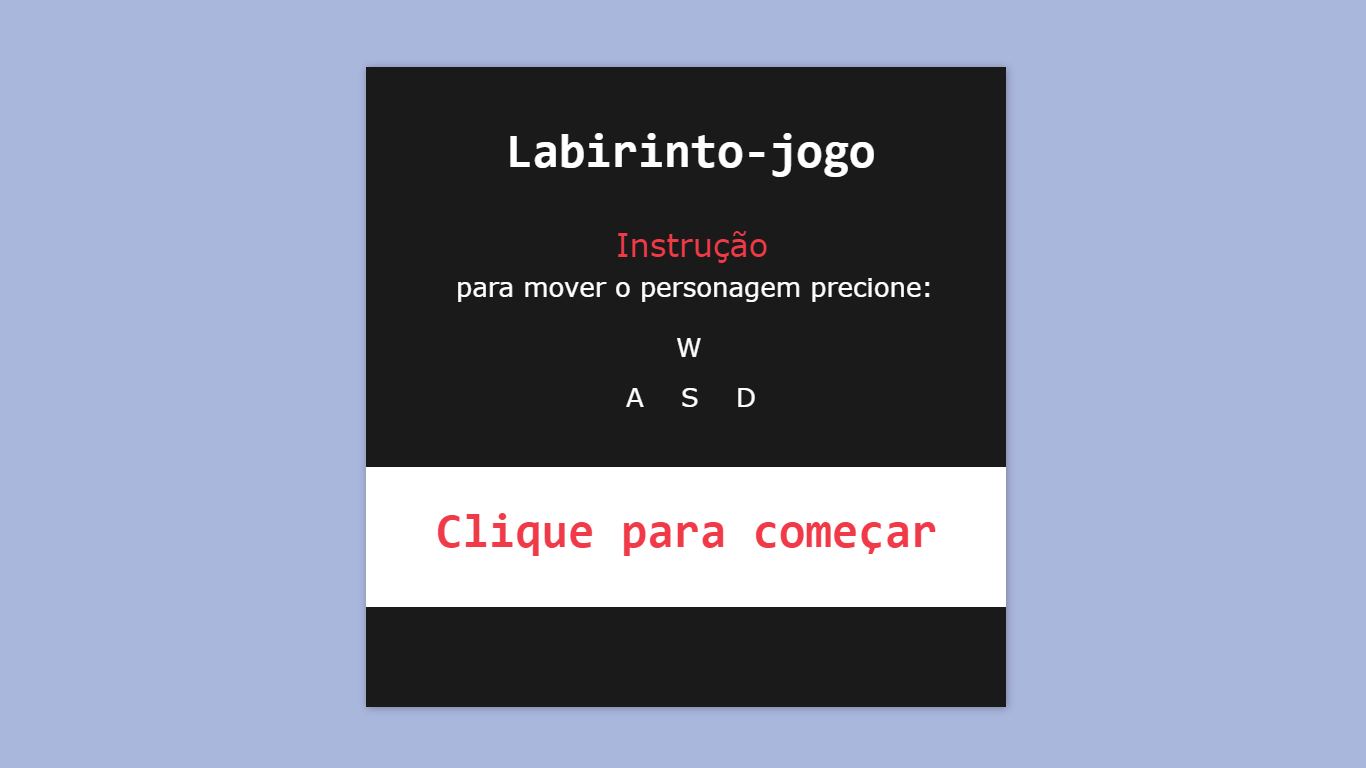 Labirinto-jogo
Instrução
para mover o personagem precione:
W
A S D
Clique para começar